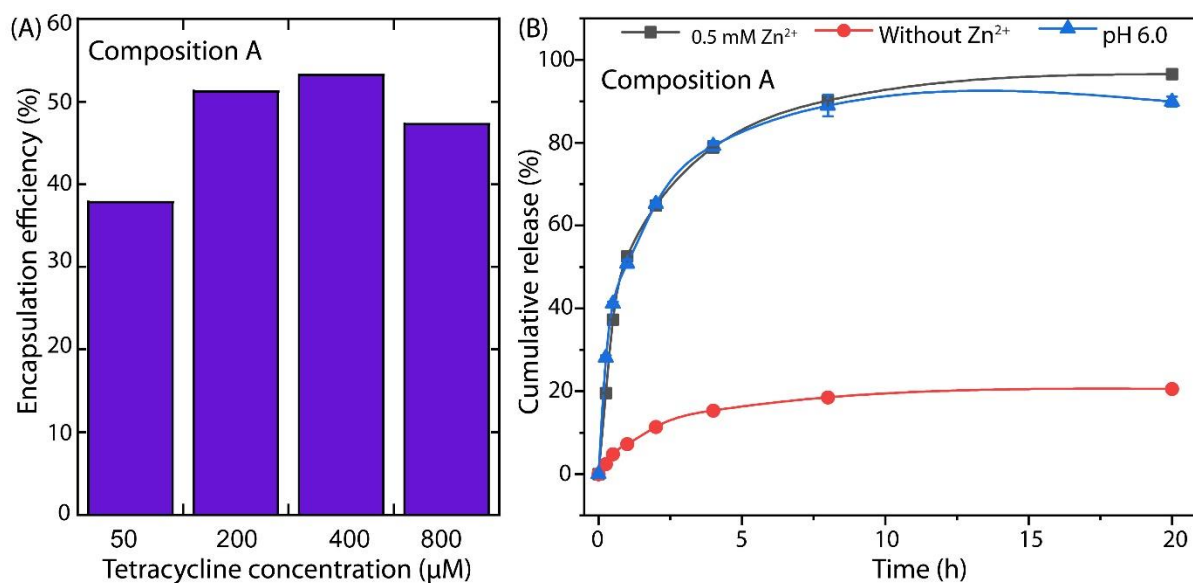 (A)
Composition A
Encapsulation efficiency (%)
60
50
40
30
20
10
0
50 200 400 800
Tetracycline concentration (µM)
(B)
0.5 mM Zn²⁺ Without Zn²⁺ pH 6.0
Composition A
Cumulative release (%)
100
80
60
40
20
0
0 5 10 15 20
Time (h)